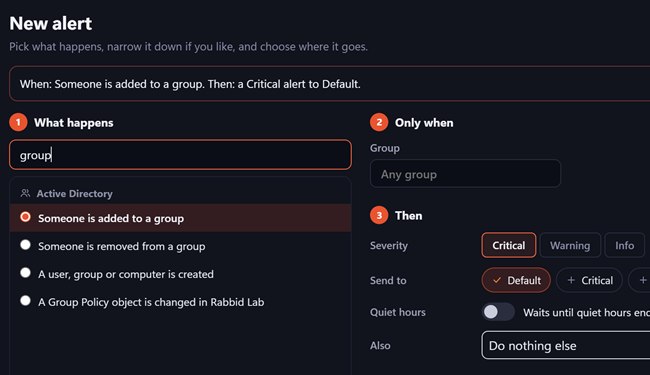 New alert
Pick what happens, narrow it down if you like, and choose where it goes.
When: Someone is added to a group. Then: a Critical alert to Default.
1 What happens
group
Active Directory
Someone is added to a group
Someone is removed from a group
A user, group or computer is created
A Group Policy object is changed in Rabbid Lab
2 Only when
Group
Any group
3 Then
Severity Critical Warning Info
Send to Default Critical
Quiet hours Waits until quiet hours end
Also Do nothing else